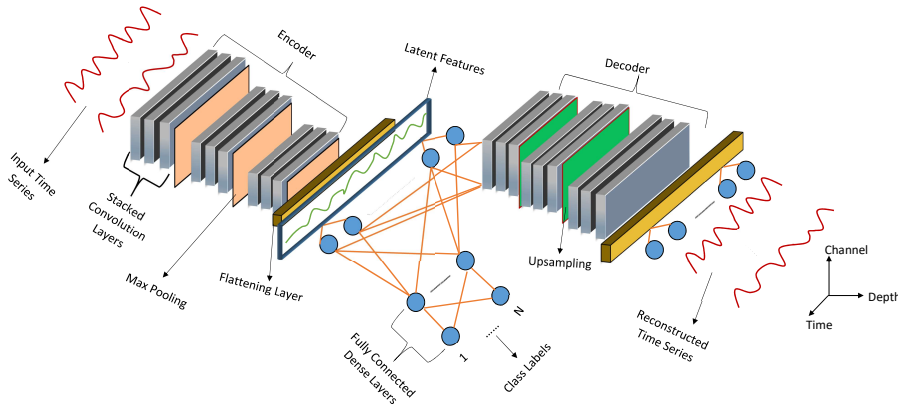 Encoder
Latent Features
Decoder
Input Time
Series
Stacked
Convolution
Layers
Max Pooling
Flattening Layer
Upsampling
Fully Connected
Dense Layers
1
......
N
Class Labels
Reconstructed
Time Series
Channel
Depth
Time